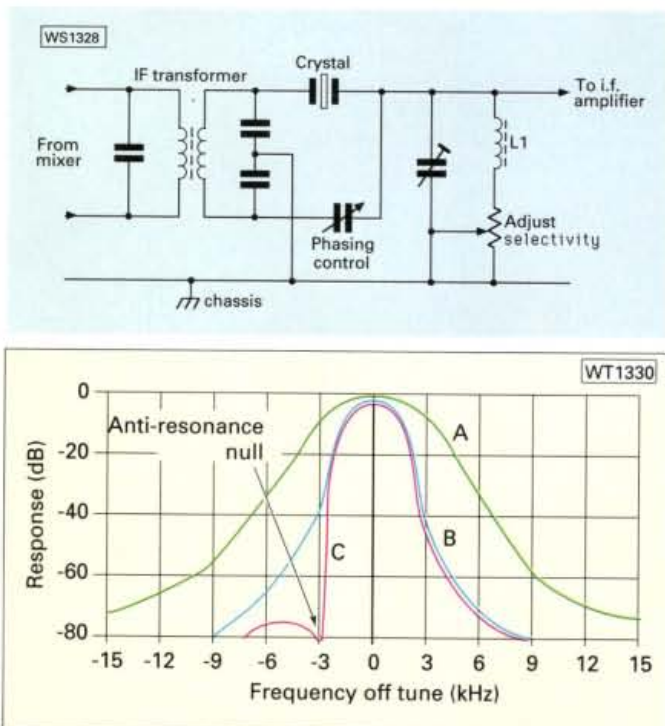 WS1328
IF transformer
Crystal
To i.f.
amplifier
From
mixer
L1
Phasing
control
Adjust
selectivity
chassis
WT1330
Response (dB)
0
-20
-40
-60
-80
Anti-resonance
null
A
B
C
-15 -12 -9 -6 -3 0 3 6 9 12 15
Frequency off tune (kHz)